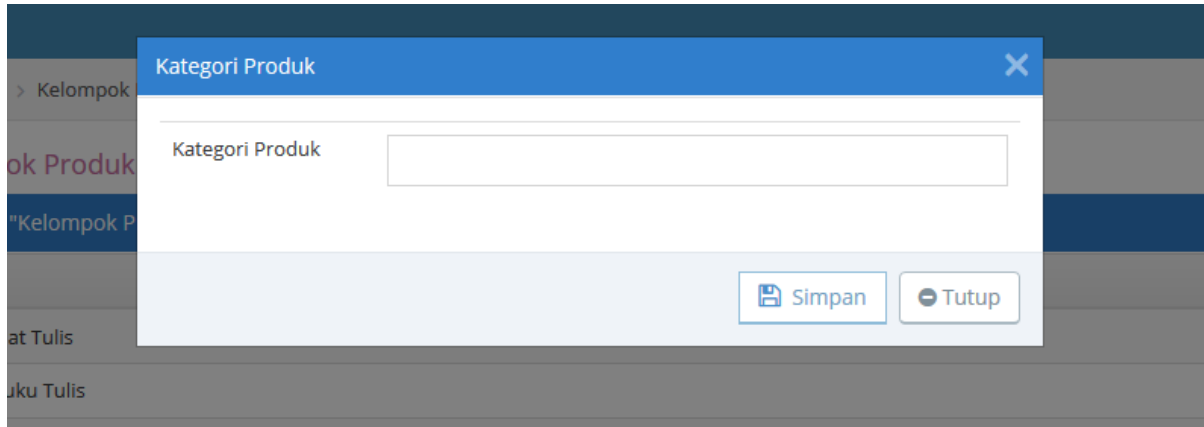 Kategori Produk
> Kelompok
Kategori Produk
ok Produk
"Kelompok P
Simpan
Tutup
at Tulis
uku Tulis